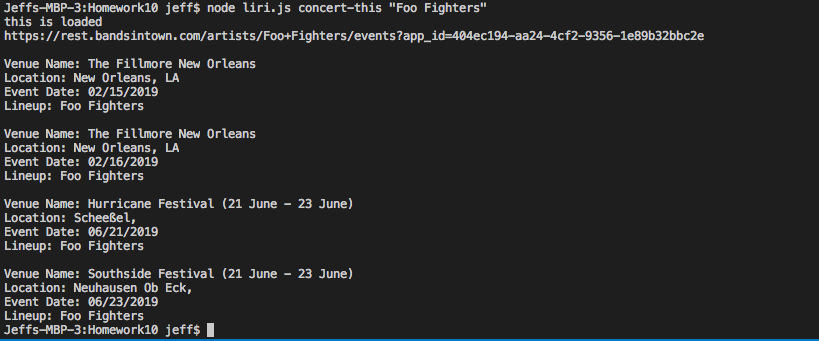 Jeffs-MBP-3:Homework10 jeff$ node liri.js concert-this "Foo Fighters"
this is loaded
https://rest.bandsintown.com/artists/Foo+Fighters/events?app_id=404ec194-aa24-4cf2-9356-1e89b32bbc2e
Venue Name: The Fillmore New Orleans
Location: New Orleans, LA
Event Date: 02/15/2019
Lineup: Foo Fighters
Venue Name: The Fillmore New Orleans
Location: New Orleans, LA
Event Date: 02/16/2019
Lineup: Foo Fighters
Venue Name: Hurricane Festival (21 June - 23 June)
Location: Scheeßel,
Event Date: 06/21/2019
Lineup: Foo Fighters
Venue Name: Southside Festival (21 June - 23 June)
Location: Neuhausen Ob Eck,
Event Date: 06/23/2019
Lineup: Foo Fighters
Jeffs-MBP-3:Homework10 jeff$